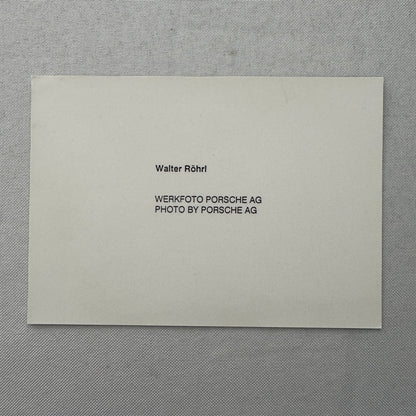 Walter Röhrl
WERKFOTO PORSCHE AG
PHOTO BY PORSCHE AG